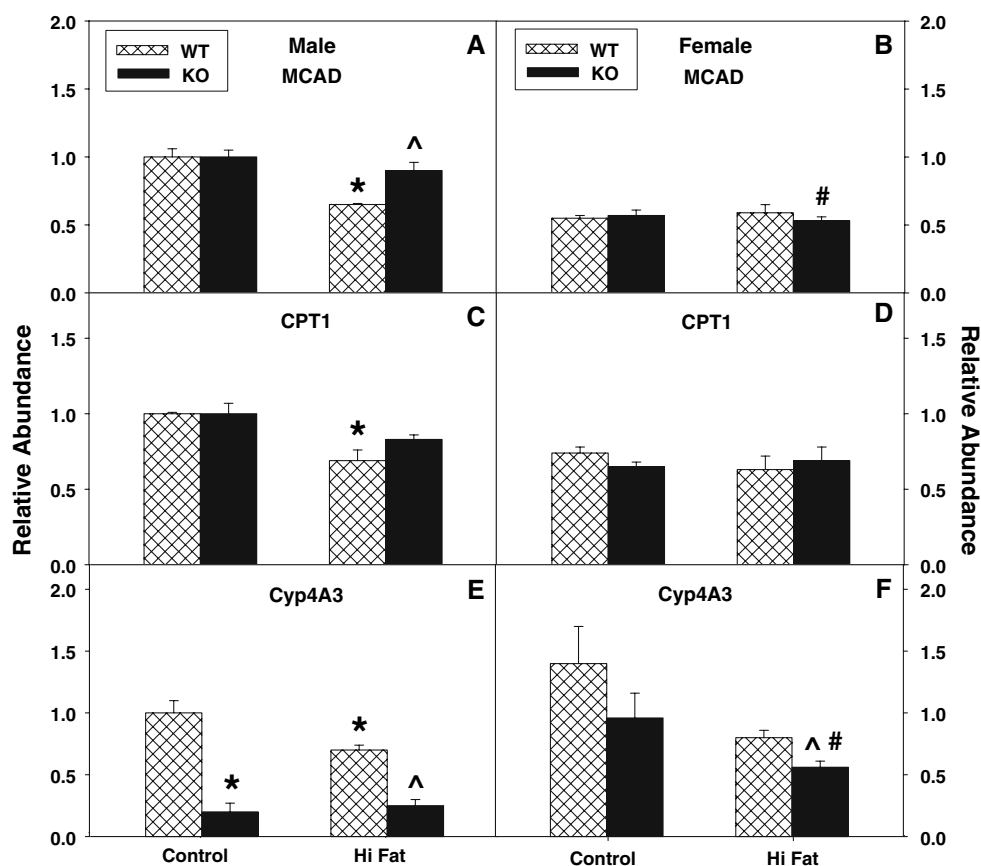 2.0
1.5
1.0
0.5
0.0
WT
KO
Male
MCAD
A
*
^
WT
KO
Female
MCAD
B
#
2.0
1.5
1.0
0.5
0.0
Relative Abundance
1.5
1.0
0.5
0.0
CPT1
C
*
CPT1
D
1.5
1.0
0.5
0.0
Relative Abundance
2.0
1.5
1.0
0.5
0.0
Cyp4A3
E
*
*
^
Cyp4A3
F
^ #
2.0
1.5
1.0
0.5
0.0
Control
Hi Fat
Control
Hi Fat